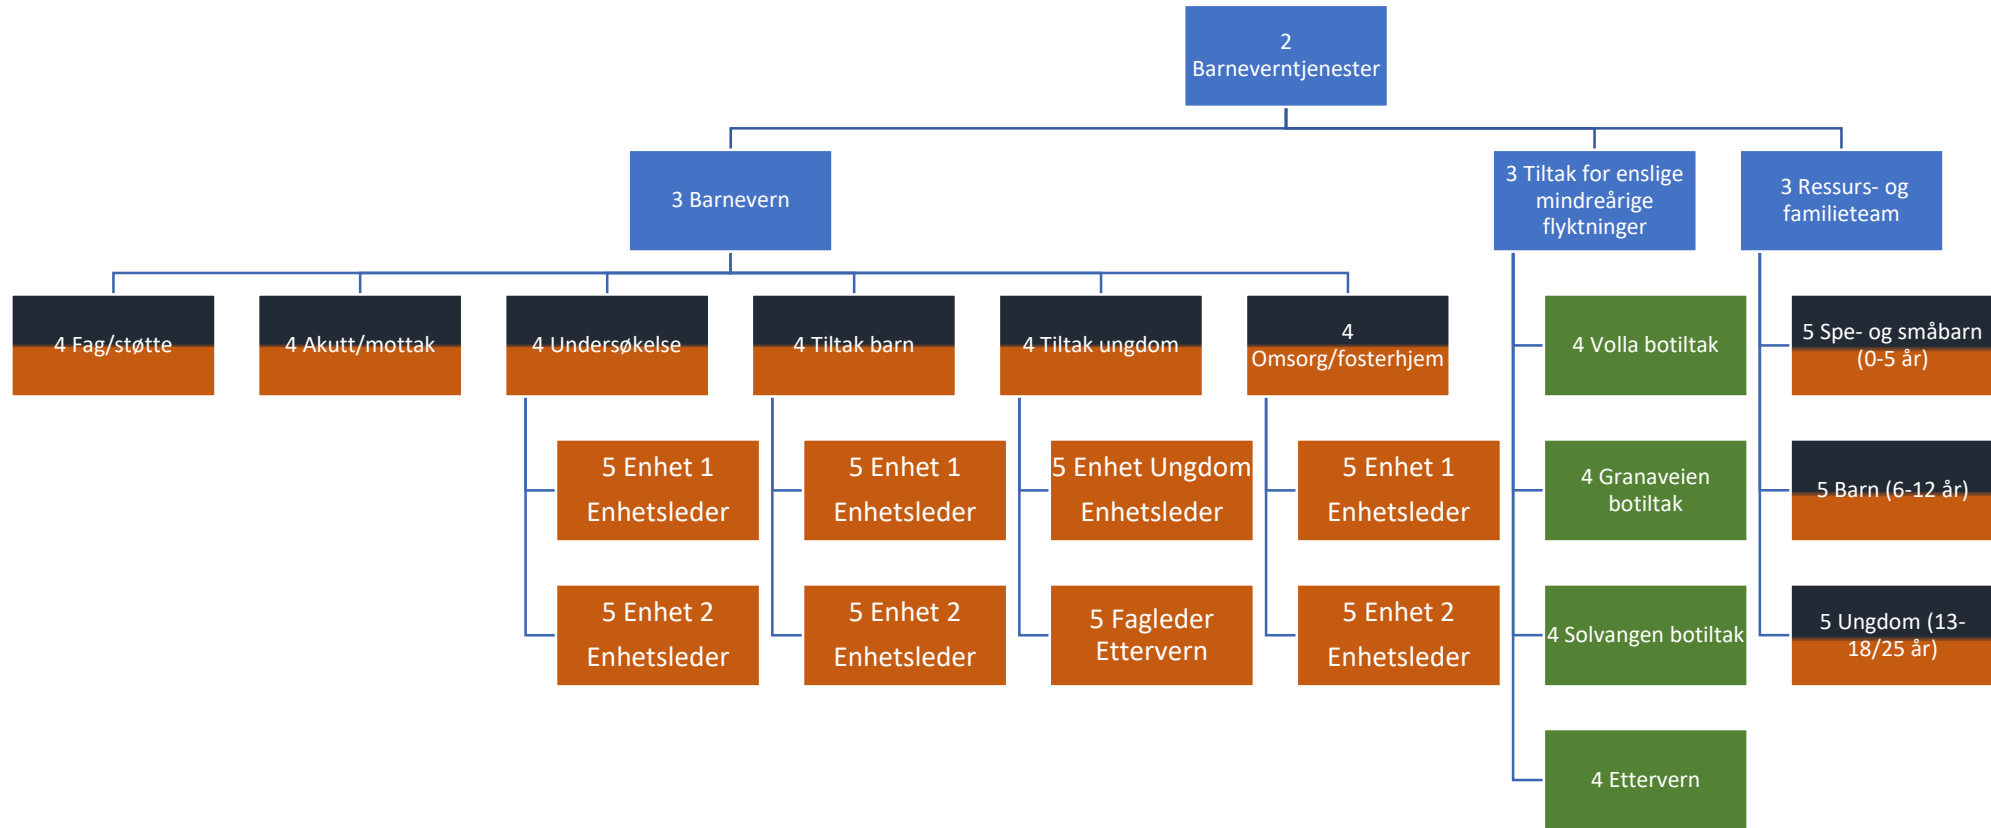 2
Barneverntjenester
3 Barnevern
3 Tiltak for enslige
mindreårige
flyktninger
3 Ressurs- og
familieteam
4 Fag/støtte
4 Akutt/mottak
4 Undersøkelse
4 Tiltak barn
4 Tiltak ungdom
4
Omsorg/fosterhjem
4 Volla botiltak
5 Spe- og småbarn
(0-5 år)
5 Enhet 1
Enhetsleder
5 Enhet 1
Enhetsleder
5 Enhet Ungdom
Enhetsleder
5 Enhet 1
Enhetsleder
4 Granaveien
botiltak
5 Barn (6-12 år)
5 Enhet 2
Enhetsleder
5 Enhet 2
Enhetsleder
5 Fagleder
Ettervern
5 Enhet 2
Enhetsleder
4 Solvangen botiltak
5 Ungdom (13-
18/25 år)
4 Ettervern